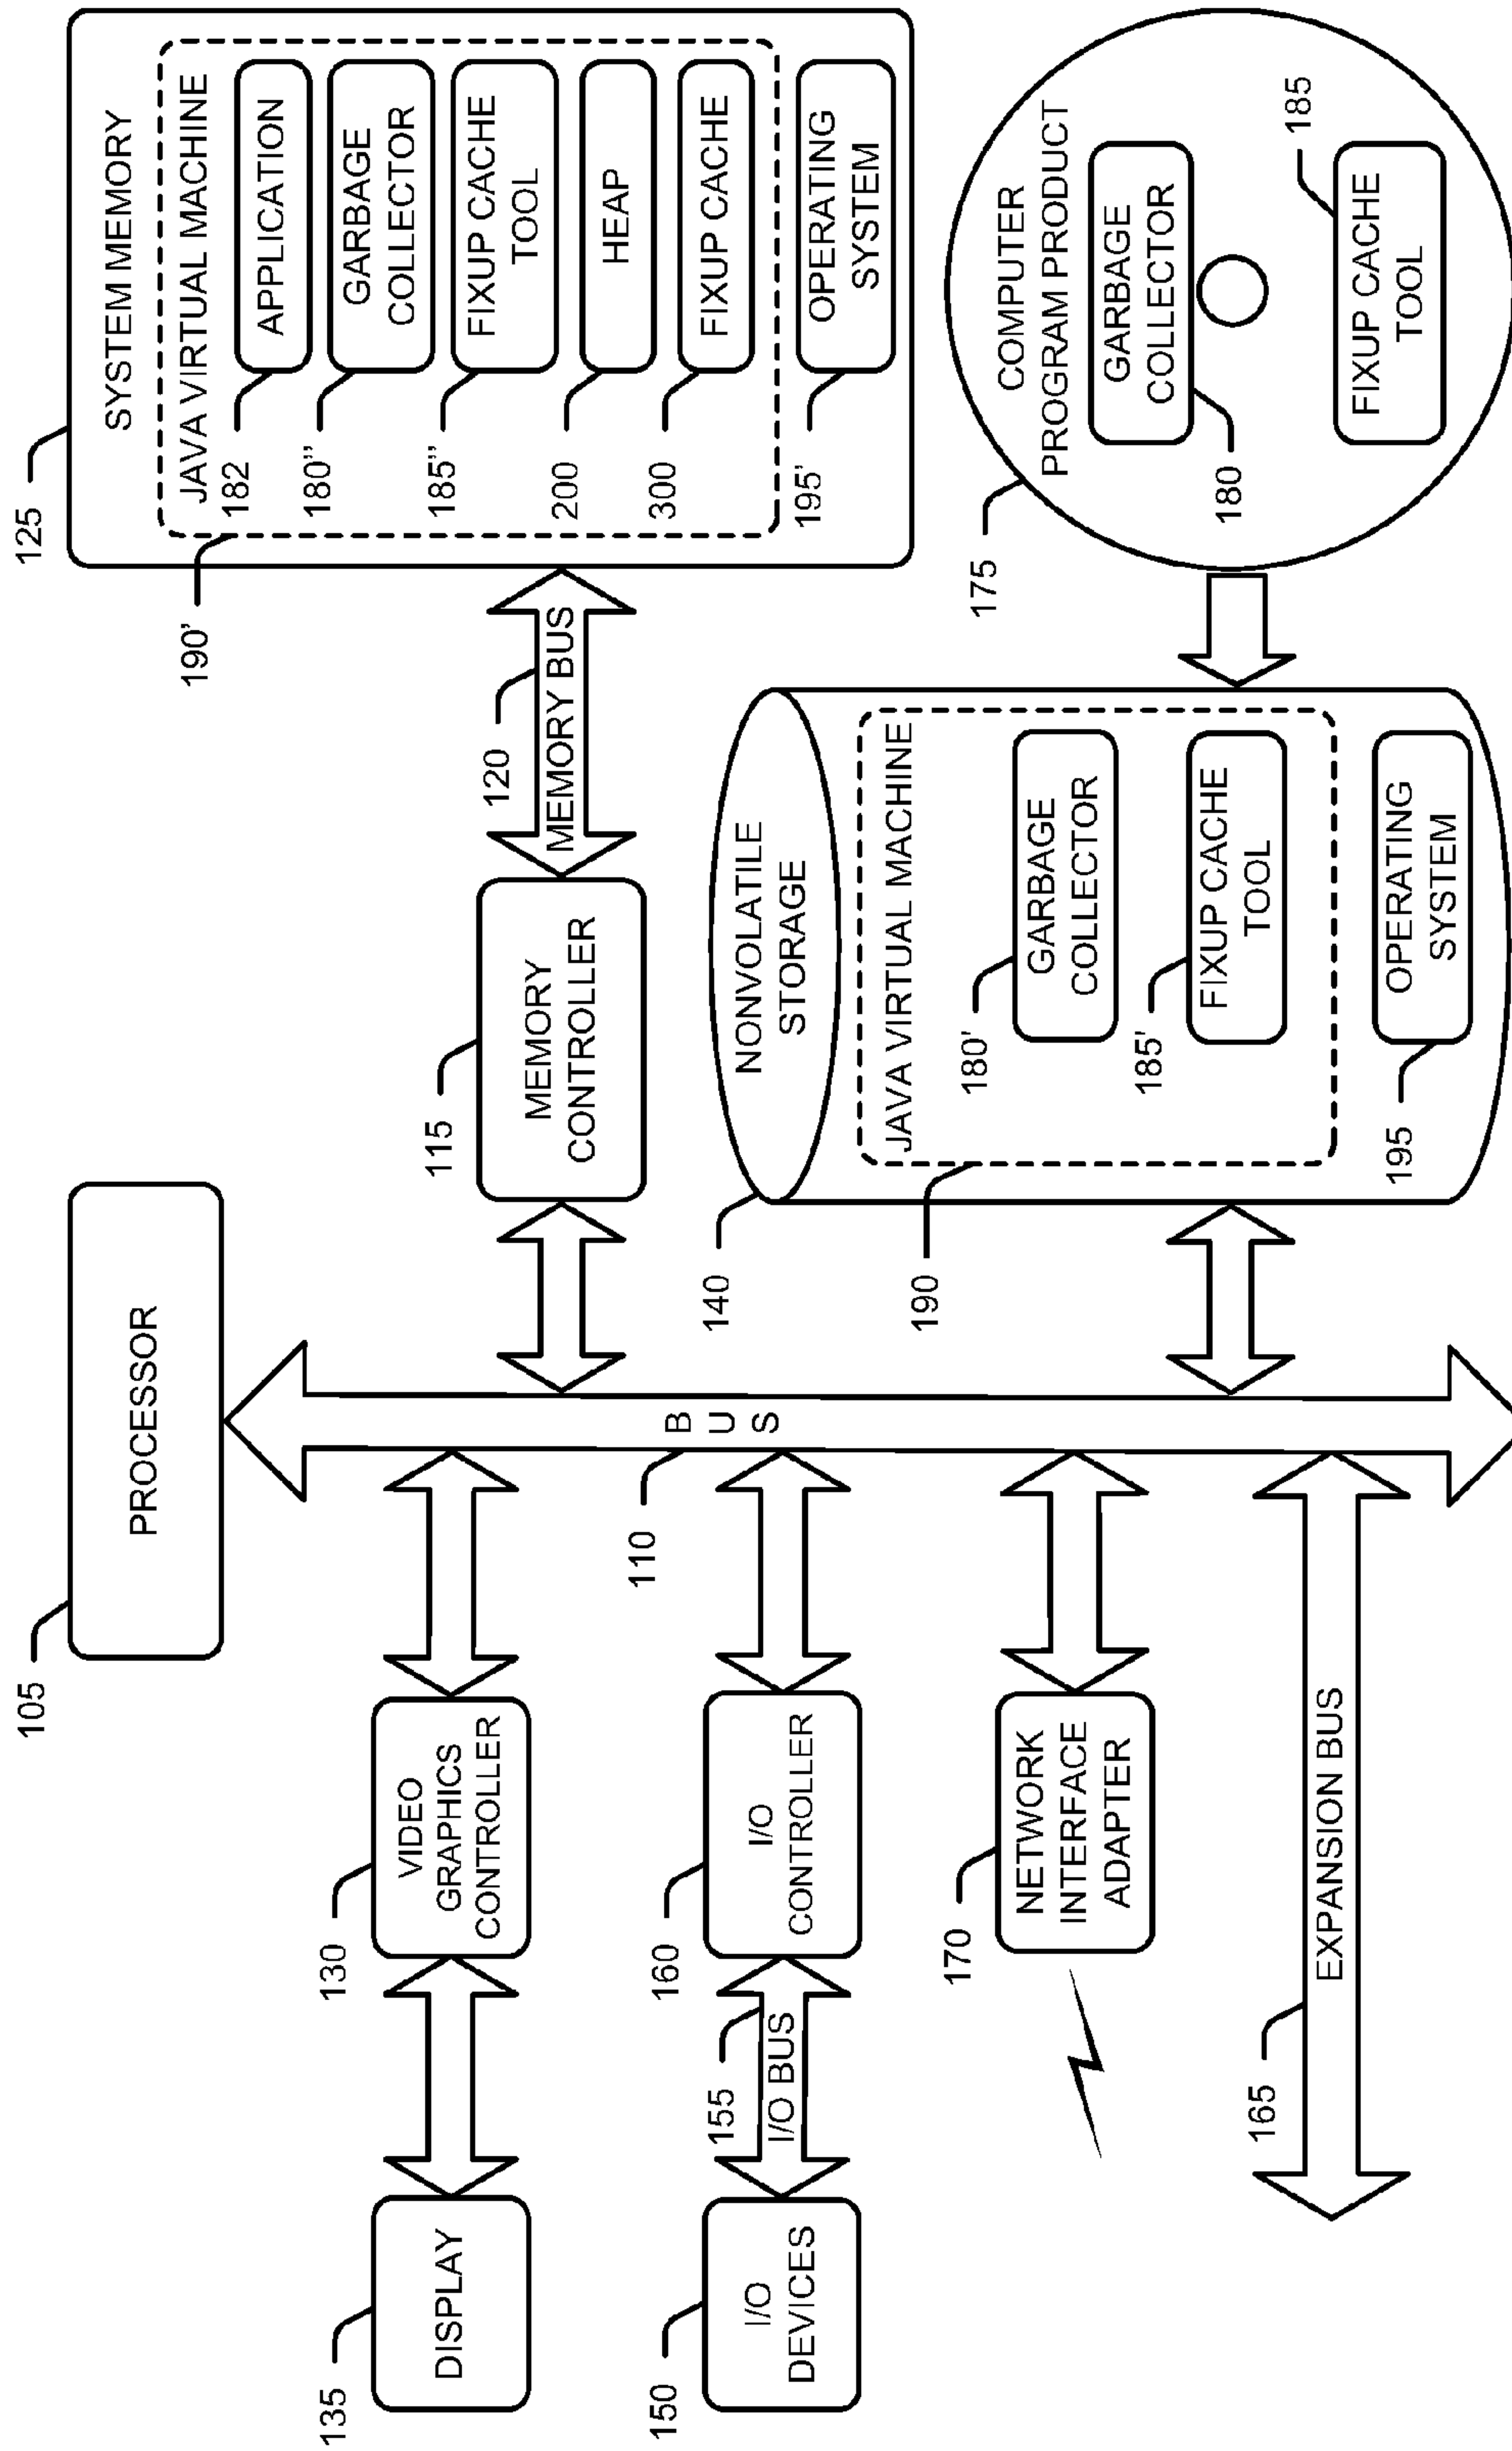 105
PROCESSOR
125
SYSTEM MEMORY
190'
JAVA VIRTUAL MACHINE
182
APPLICATION
180”
GARBAGE
COLLECTOR
185”
FIXUP CACHE
TOOL
200
HEAP
300
FIXUP CACHE
195'
OPERATING
SYSTEM
135
DISPLAY
130
VIDEO
GRAPHICS
CONTROLLER
115
MEMORY
CONTROLLER
120
MEMORY BUS
110
BUS
150
I/O
DEVICES
155
I/O BUS
160
I/O
CONTROLLER
140
NONVOLATILE
STORAGE
190
JAVA VIRTUAL MACHINE
180'
GARBAGE
COLLECTOR
185'
FIXUP CACHE
TOOL
195
OPERATING
SYSTEM
175
COMPUTER
PROGRAM PRODUCT
180
GARBAGE
COLLECTOR
185
FIXUP CACHE
TOOL
170
NETWORK
INTERFACE
ADAPTER
165
EXPANSION BUS